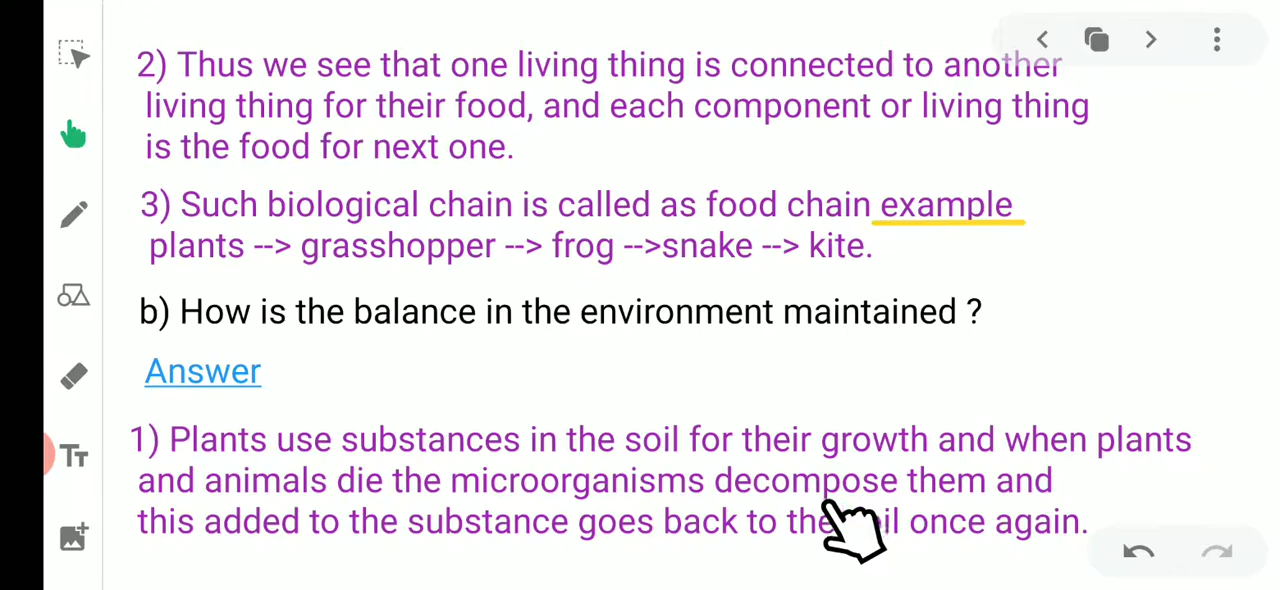 2) Thus we see that one living thing is connected to another
living thing for their food, and each component or living thing
is the food for next one.
3) Such biological chain is called as food chain example
plants --> grasshopper --> frog -->snake --> kite.
b) How is the balance in the environment maintained ?
Answer
1) Plants use substances in the soil for their growth and when plants
and animals die the microorganisms decompose them and
this added to the substance goes back to the soil once again.
Tт